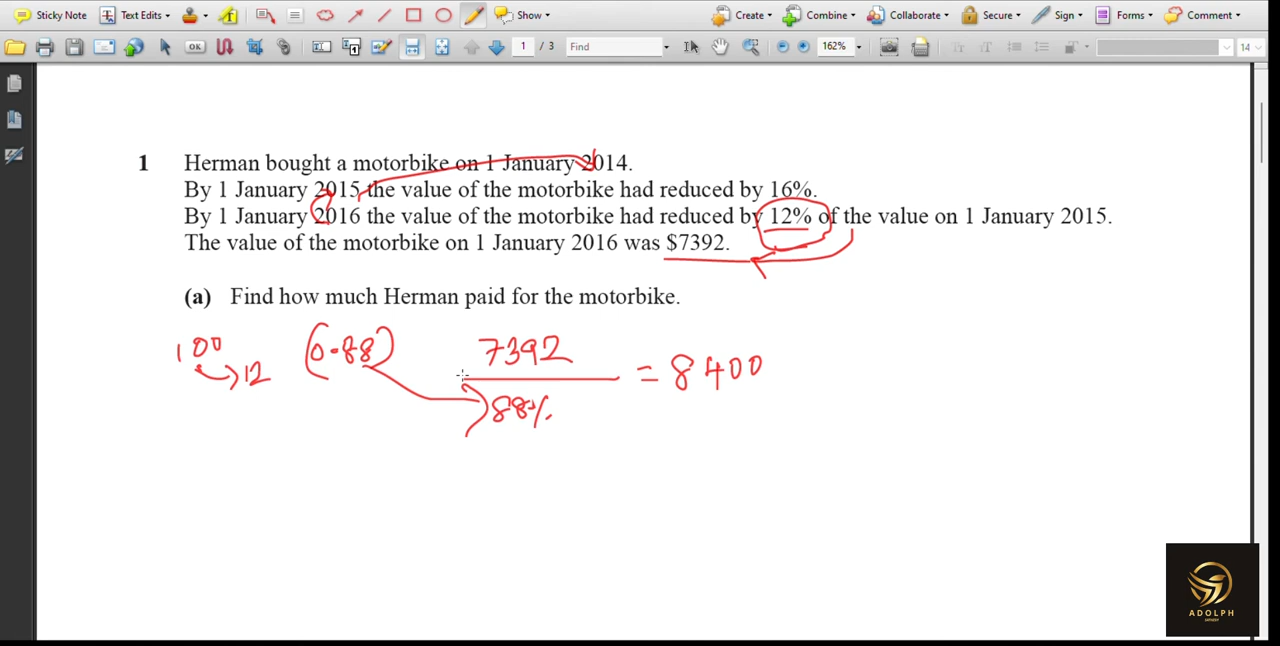 Sticky Note Text Edits Show Create Combine Collaborate Secure Sign Forms Comment
OK 1 / 3 Find 162% 14
1 Herman bought a motorbike on 1 January 2014.
By 1 January 2015 the value of the motorbike had reduced by 16%.
By 1 January 2016 the value of the motorbike had reduced by 12% of the value on 1 January 2015.
The value of the motorbike on 1 January 2016 was $7392.
(a) Find how much Herman paid for the motorbike.
100 (0.88) 7392
12 = 8400
88%
ADOLPH